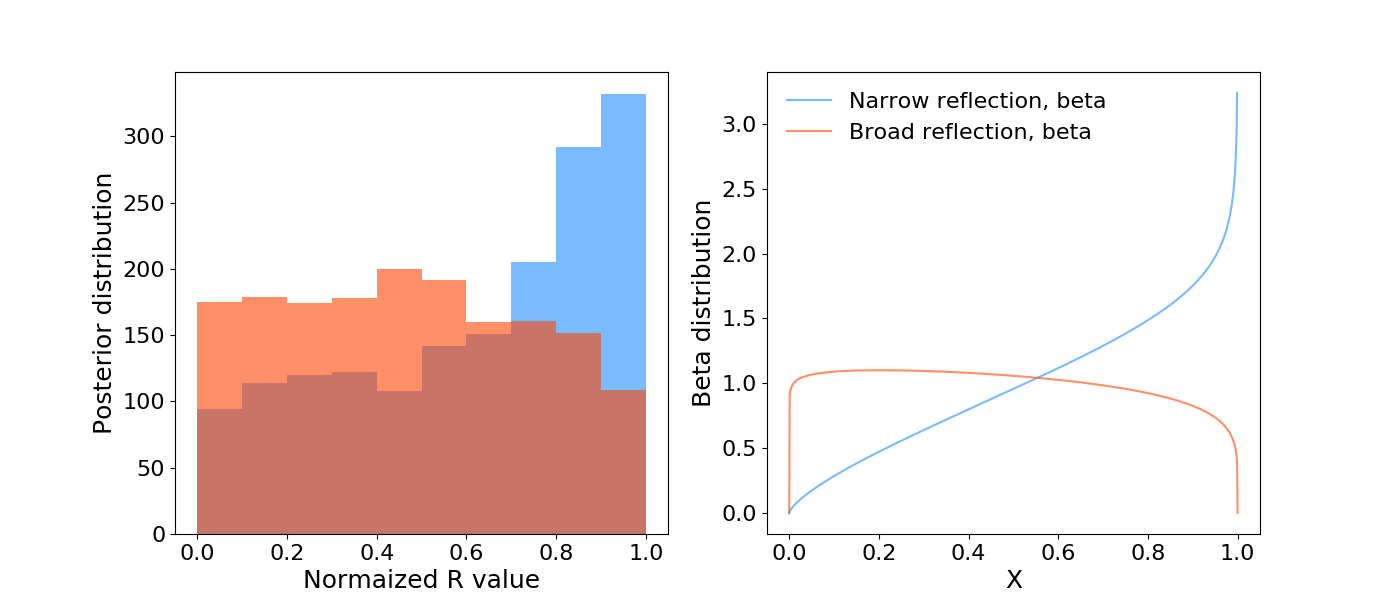 Posterior distribution
300
250
200
150
100
50
0
0.0 0.2 0.4 0.6 0.8 1.0
Normaized R value
Beta distribution
3.0
2.5
2.0
1.5
1.0
0.5
0.0
Narrow reflection, beta
Broad reflection, beta
0.0 0.2 0.4 0.6 0.8 1.0
X